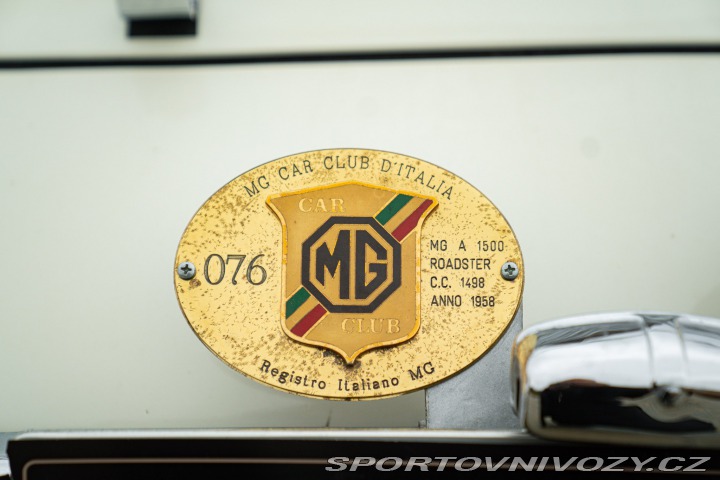 MG CAR CLUB D'ITALIA
CAR
MG
CLUB
076
MG A 1500
ROADSTER
C.C. 1498
ANNO 1958
Registro Italiano MG
SPORTOVNIVOZY.CZ